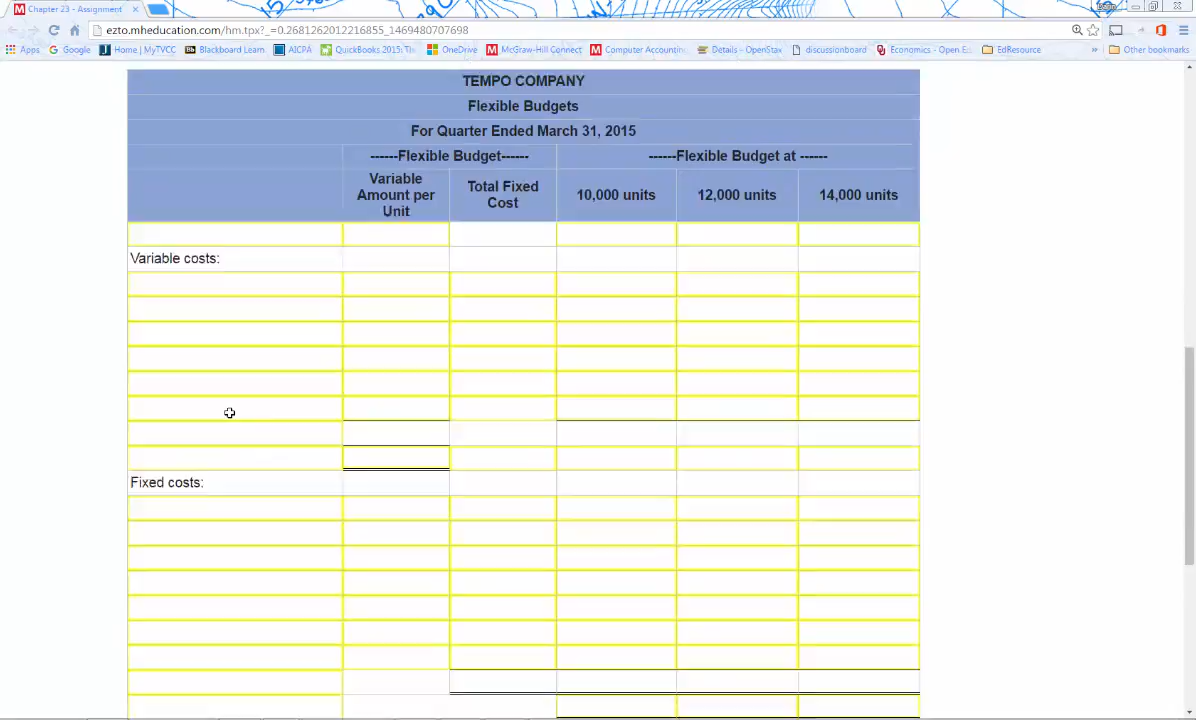 Chapter 23 - Assignment
ezto.mheducation.com/hm.tpx?_=0.2681262012216855_1469480707698
Apps Google Home | MyTVCC Blackboard Learn AICPA QuickBooks 2015: Th OneDrive McGraw-Hill Connect Computer Accounting Details - OpenStax discussionboard Economics - Open E EdResource » Other bookmarks
TEMPO COMPANY
Flexible Budgets
For Quarter Ended March 31, 2015
------Flexible Budget------ ------Flexible Budget at ------
Variable Amount per Unit Total Fixed Cost 10,000 units 12,000 units 14,000 units
Variable costs:
Fixed costs: